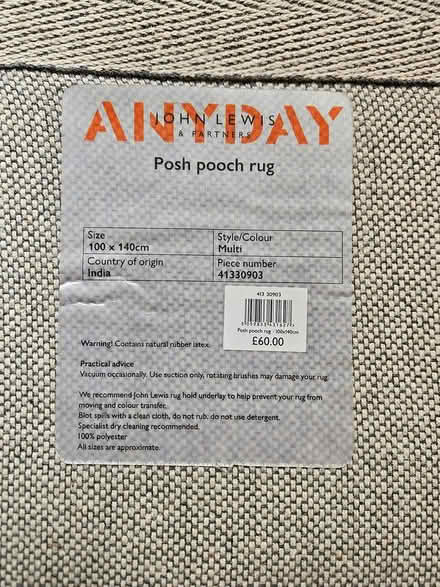 ANYDAY
JOHN LEWIS
& PARTNERS
Posh pooch rug
Size
100 x 140cm
Style/Colour
Multi
Country of origin
India
Piece number
41330903
413 30903
Posh pooch rug - 100x140cm
£60.00
Warning! Contains natural rubber latex.
Practical advice
Vacuum occasionally. Use suction only, rotating brushes may damage your rug.
We recommend John Lewis rug hold underlay to help prevent your rug from
moving and colour transfer.
Blot spills with a clean cloth, do not rub, do not use detergent.
Specialist dry cleaning recommended.
100% polyester
All sizes are approximate.